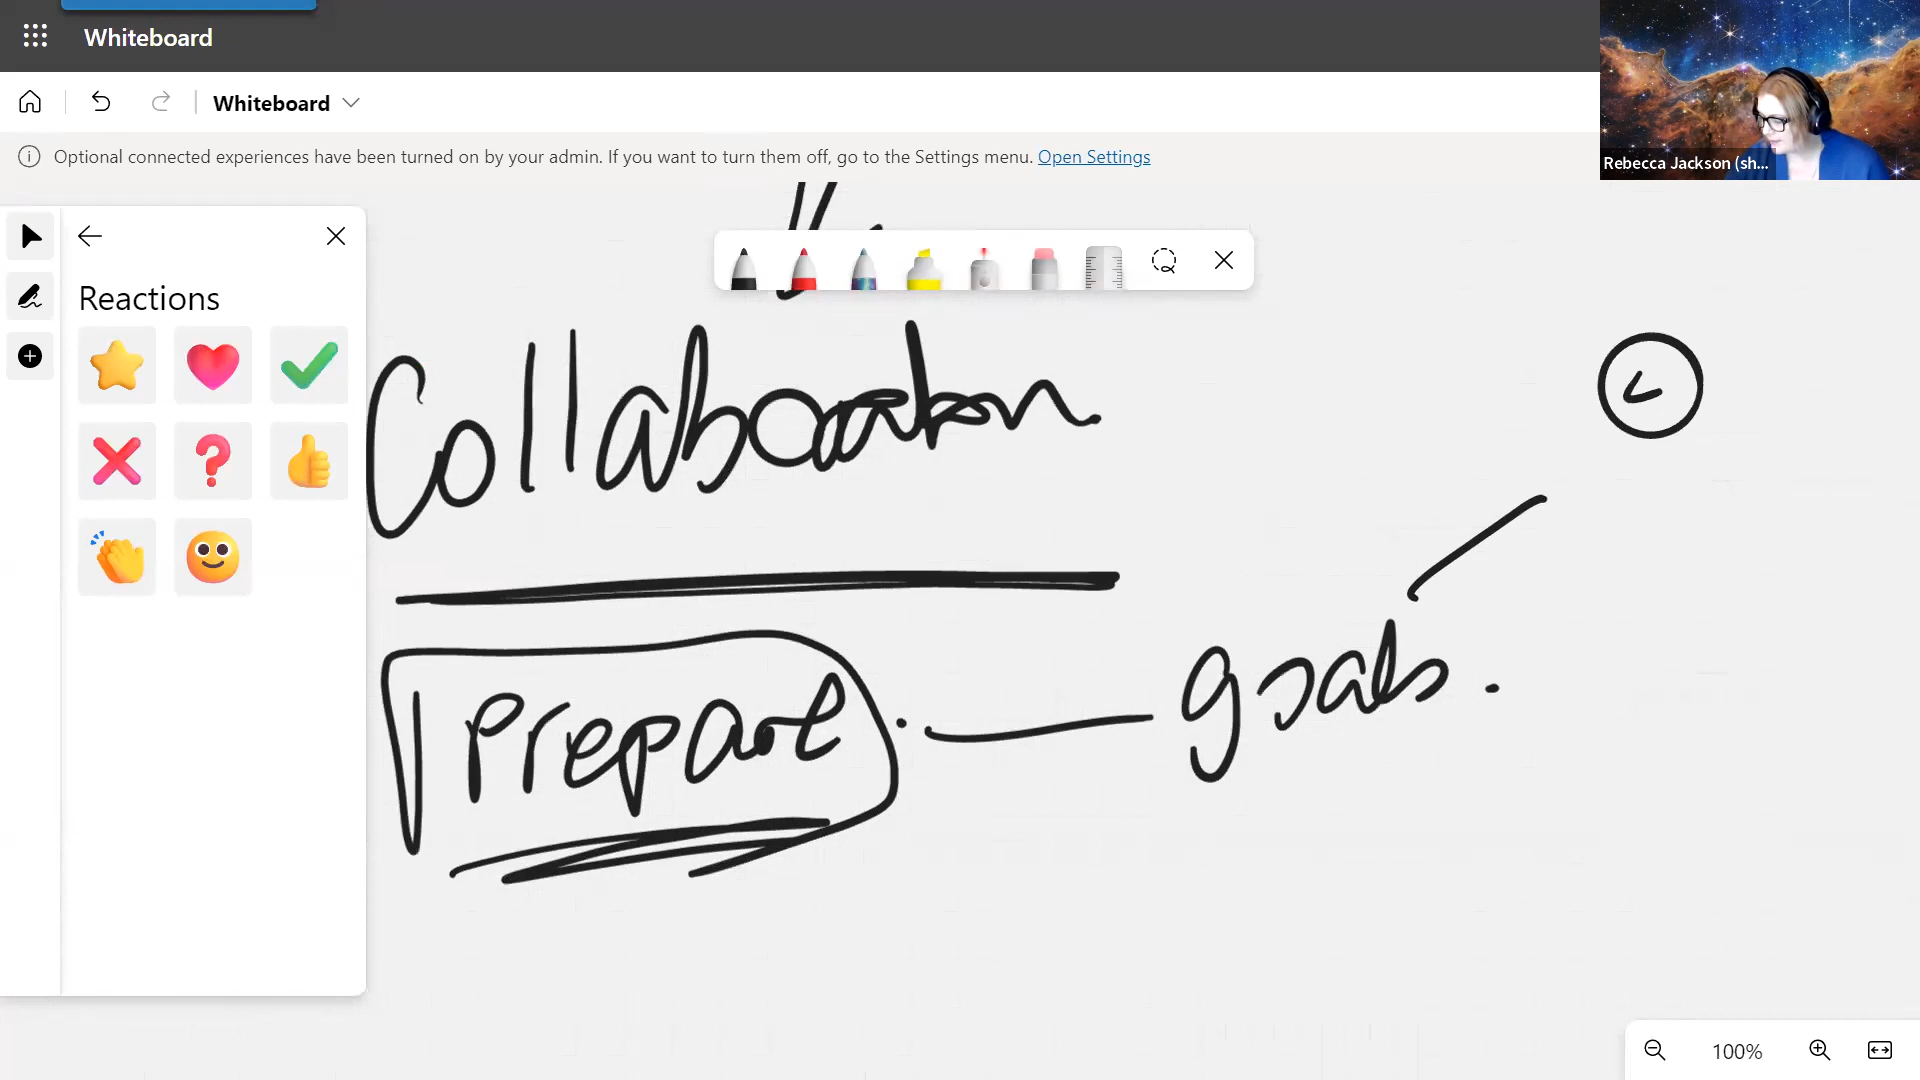 Whiteboard
Whiteboard
Optional connected experiences have been turned on by your admin. If you want to turn them off, go to the Settings menu. Open Settings
Rebecca Jackson (sh...
Reactions
Collaboration
Prepare
goals.
100%